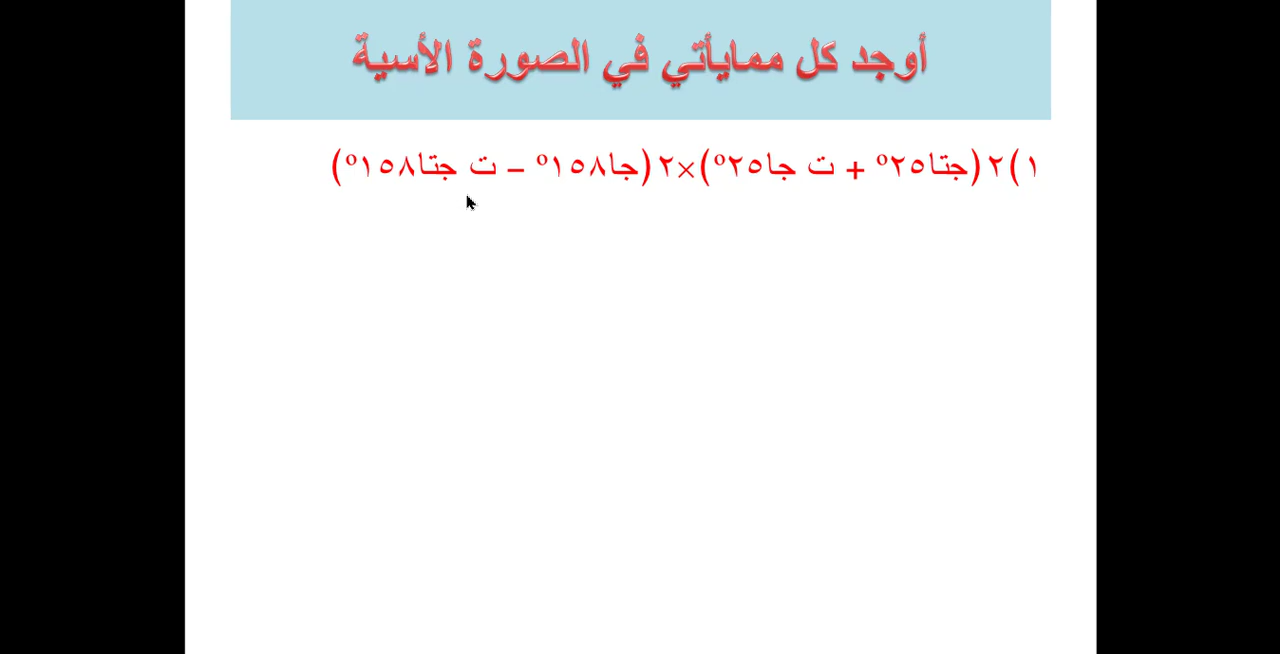 أوجد كل ممايأتي في الصورة الأسية
١) ٢(جتا٢٥° + ت جا٢٥°)×٢(جا١٥٨° – ت جتا١٥٨°)